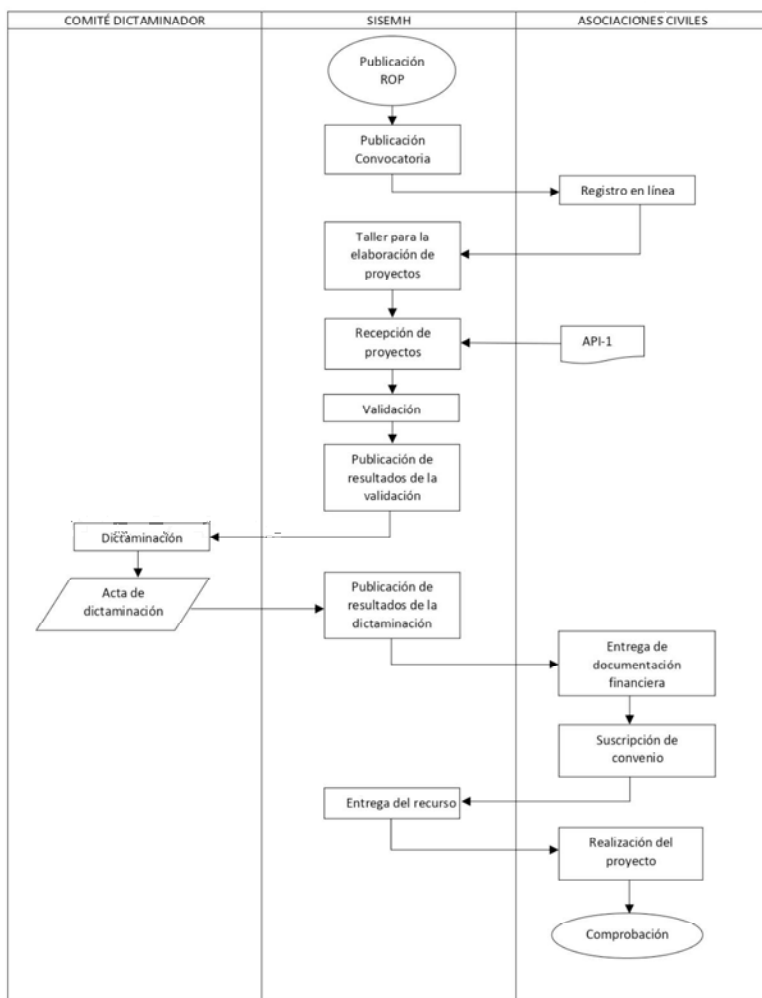 COMITÉ DICTAMINADOR
SISEMH
ASOCIACIONES CIVILES
Publicación
ROP
Publicación
Convocatoria
Registro en línea
Taller para la
elaboración de
proyectos
Recepción de
proyectos
API-1
Validación
Publicación de
resultados de la
validación
Dictaminación
Acta de
dictaminación
Publicación de
resultados de la
dictaminación
Entrega de
documentación
financiera
Suscripción de
convenio
Entrega del recurso
Realización del
proyecto
Comprobación